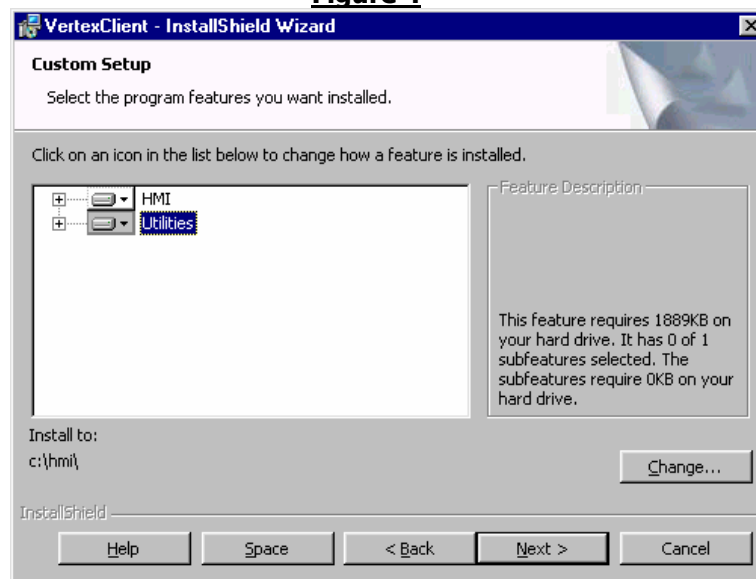 VertexClient - InstallShield Wizard
Custom Setup
Select the program features you want installed.
Click on an icon in the list below to change how a feature is installed.
HMI
Utilities
Feature Description
This feature requires 1889KB on
your hard drive. It has 0 of 1
subfeatures selected. The
subfeatures require 0KB on your
hard drive.
Install to:
c:\hmi\
Change...
InstallShield
Help
Space
< Back
Next >
Cancel